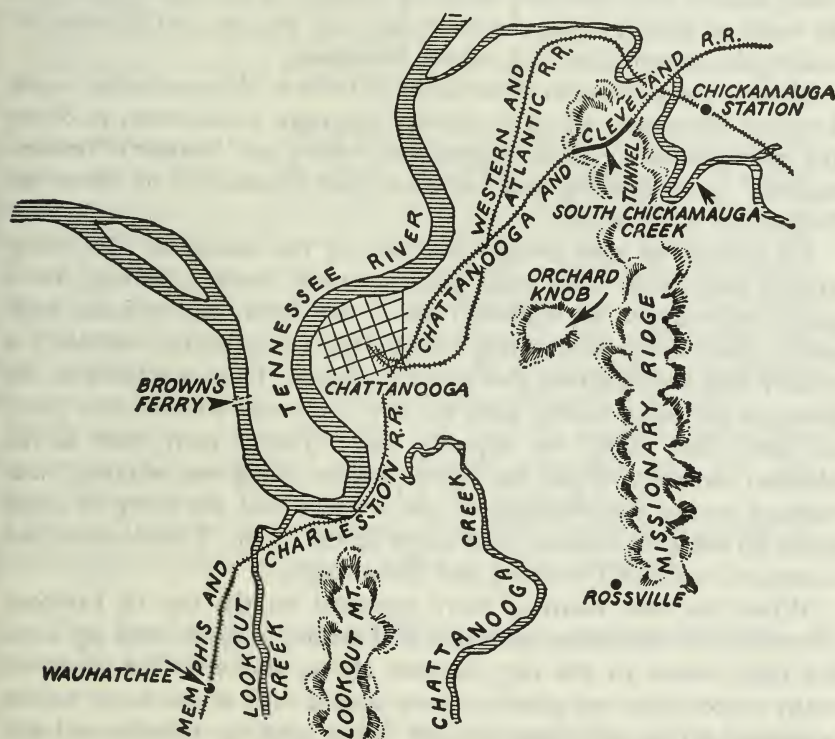 WESTERN AND
ATLANTIC R.R.
CHATTANOOGA AND CLEVELAND R.R.
CHICKAMAUGA
STATION
TUNNEL
SOUTH CHICKAMAUGA
CREEK
TENNESSEE RIVER
ORCHARD
KNOB
MISSIONARY RIDGE
BROWN'S
FERRY
CHATTANOOGA
MEMPHIS AND CHARLESTON R.R.
CHATTANOOGA CREEK
ROSSVILLE
WAUHATCHEE
LOOKOUT
CREEK
LOOKOUT MT.